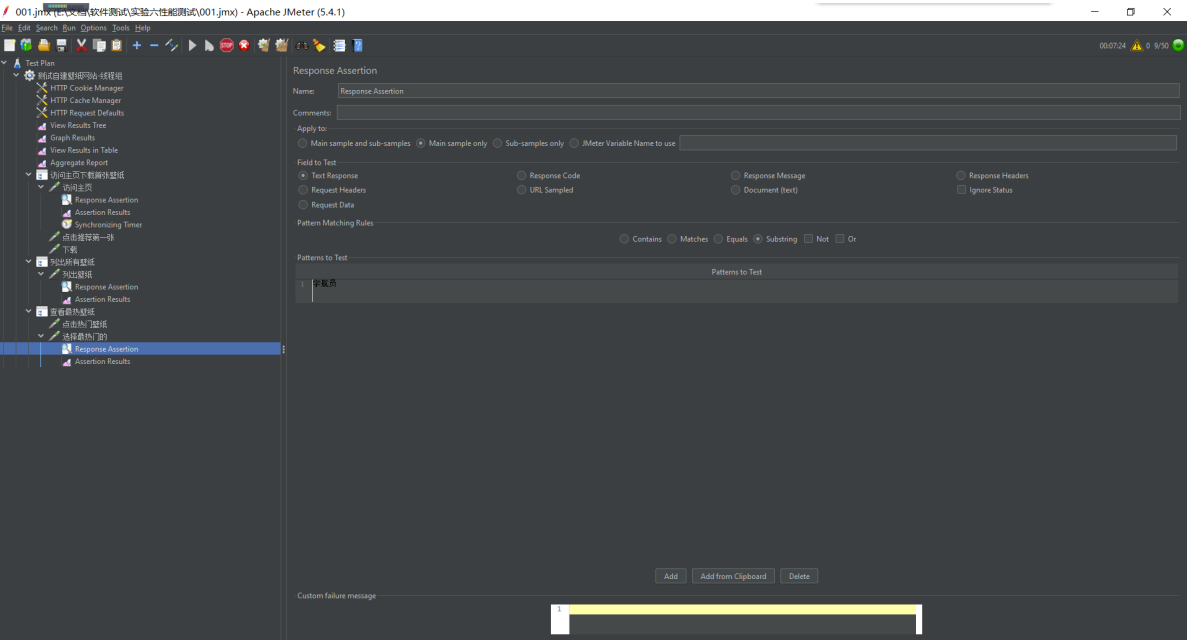 001.jmx (E:\文档\软件测试\实验六性能测试\001.jmx) - Apache JMeter (5.4.1)
File Edit Search Run Options Tools Help
STOP
00:07:24 0 9/50
Test Plan
测试自建壁纸网站-线程组
HTTP Cookie Manager
HTTP Cache Manager
HTTP Request Defaults
View Results Tree
Graph Results
View Results in Table
Aggregate Report
访问主页下载首张壁纸
访问主页
Response Assertion
Assertion Results
Synchronizing Timer
点击推荐第一张
下载
列出所有壁纸
列出壁纸
Response Assertion
Assertion Results
查看最热壁纸
点击热门壁纸
选择最热门的
Response Assertion
Assertion Results
Response Assertion
Name: Response Assertion
Comments:
Apply to:
Main sample and sub-samples Main sample only Sub-samples only JMeter Variable Name to use
Field to Test
Text Response Response Code Response Message Response Headers
Request Headers URL Sampled Document (text) Ignore Status
Request Data
Pattern Matching Rules
Contains Matches Equals Substring Not Or
Patterns to Test
Patterns to Test
1 宇航员
Add Add from Clipboard Delete
Custom failure message
1